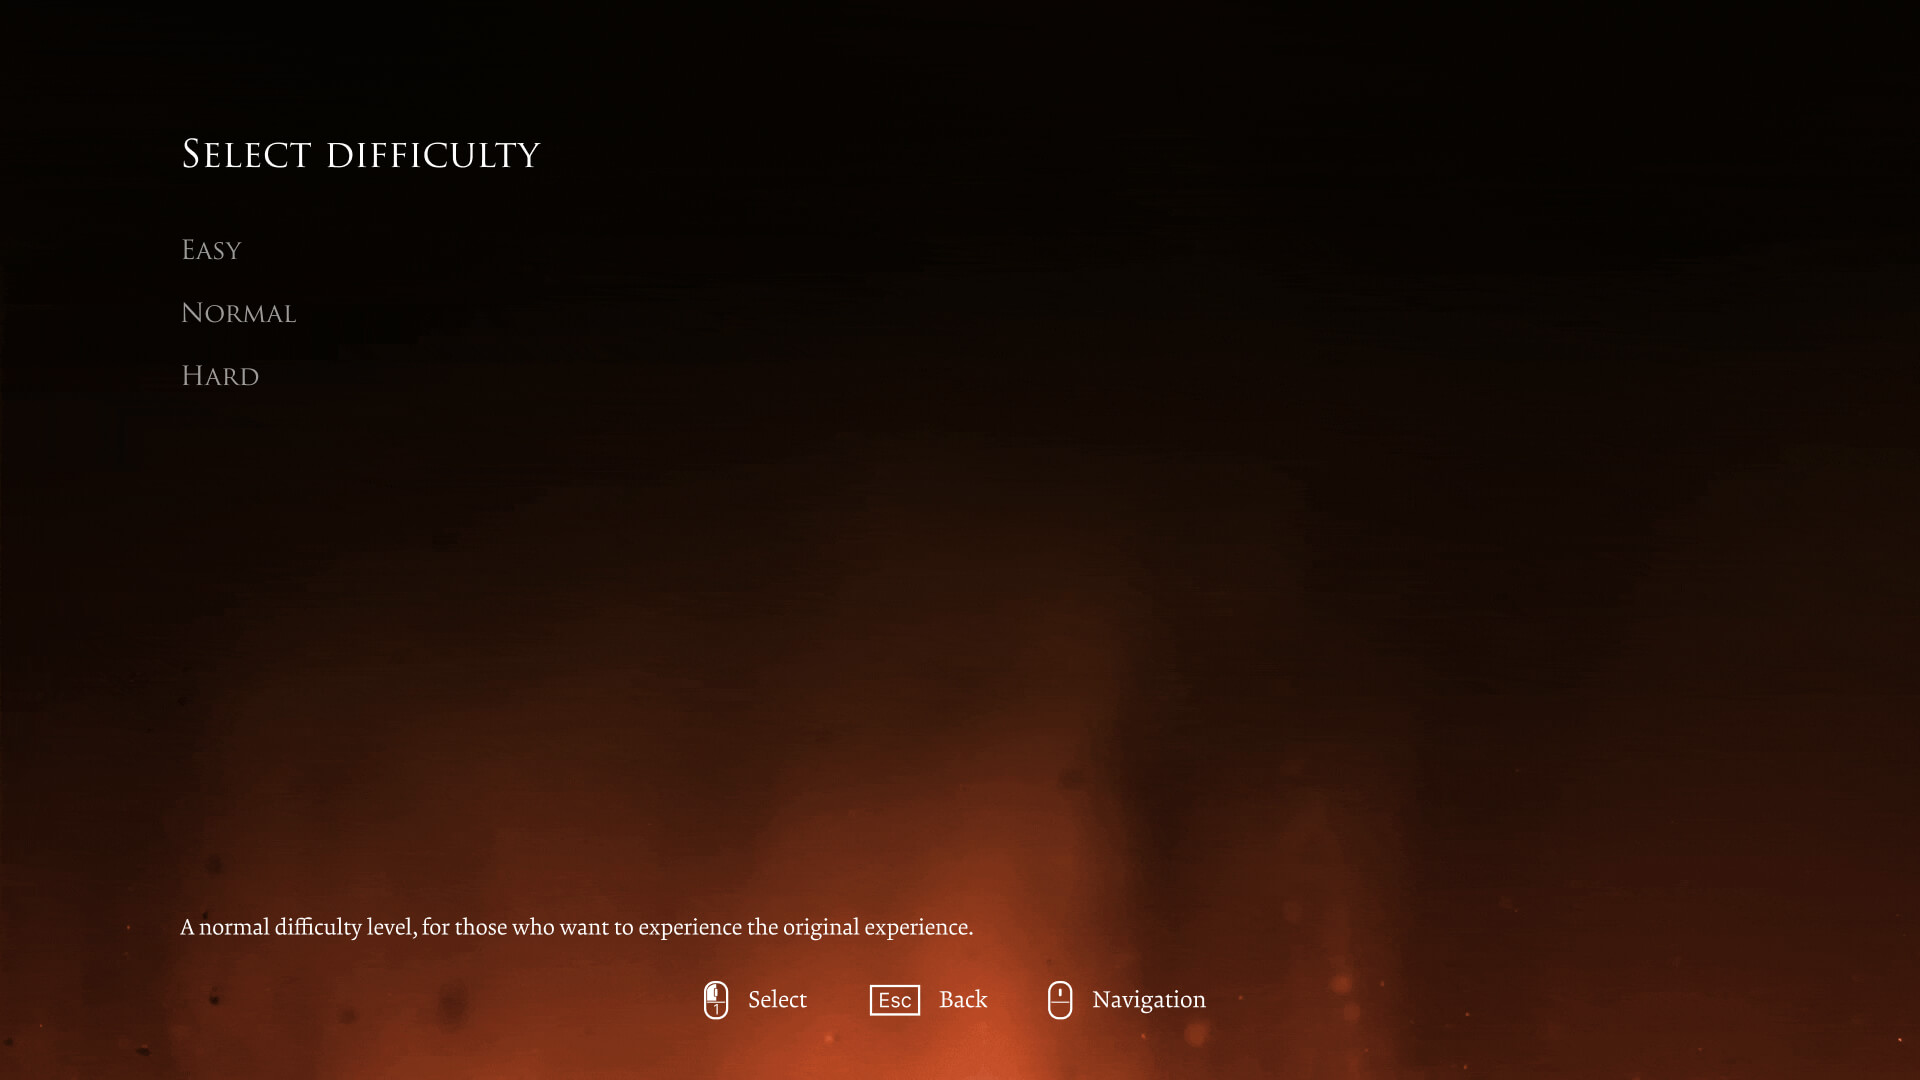 Select difficulty
Easy
Normal
Hard
A normal difficulty level, for those who want to experience the original experience.
1 Select Esc Back Navigation